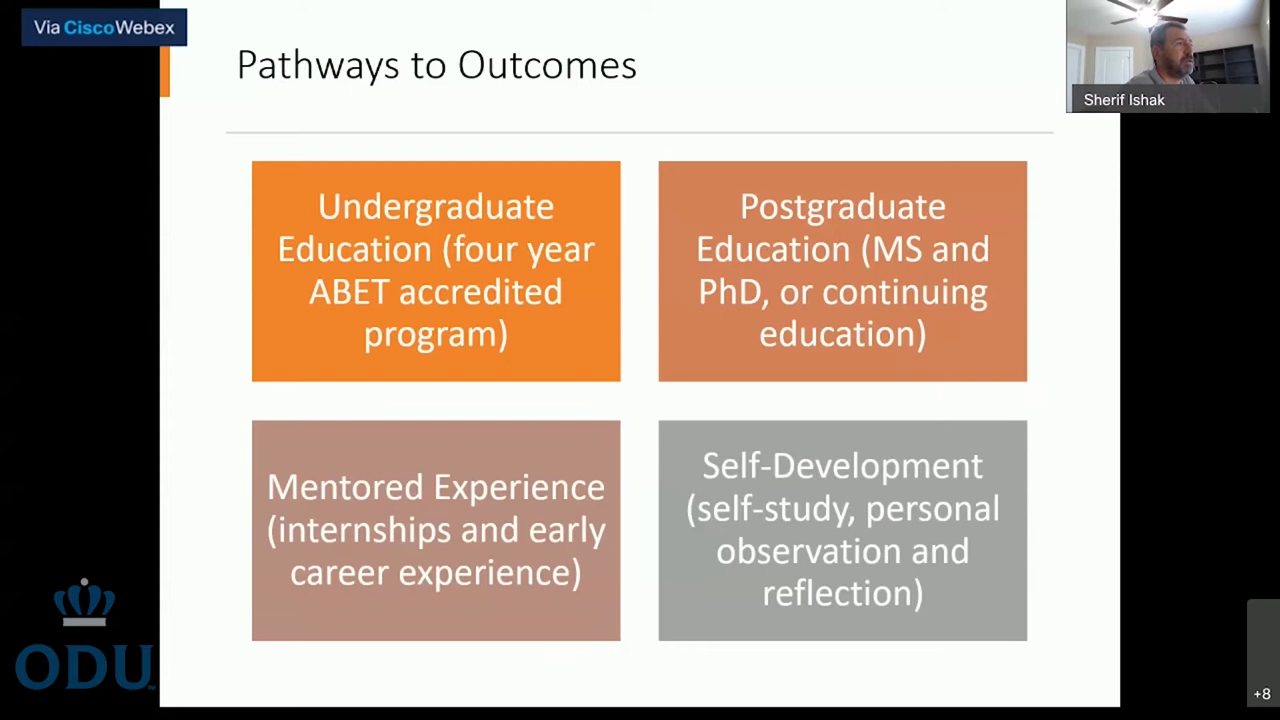 Via CiscoWebex
Pathways to Outcomes
Sherif Ishak
Undergraduate
Education (four year
ABET accredited
program)
Postgraduate
Education (MS and
PhD, or continuing
education)
Mentored Experience
(internships and early
career experience)
Self-Development
(self-study, personal
observation and
reflection)
ODU
+8